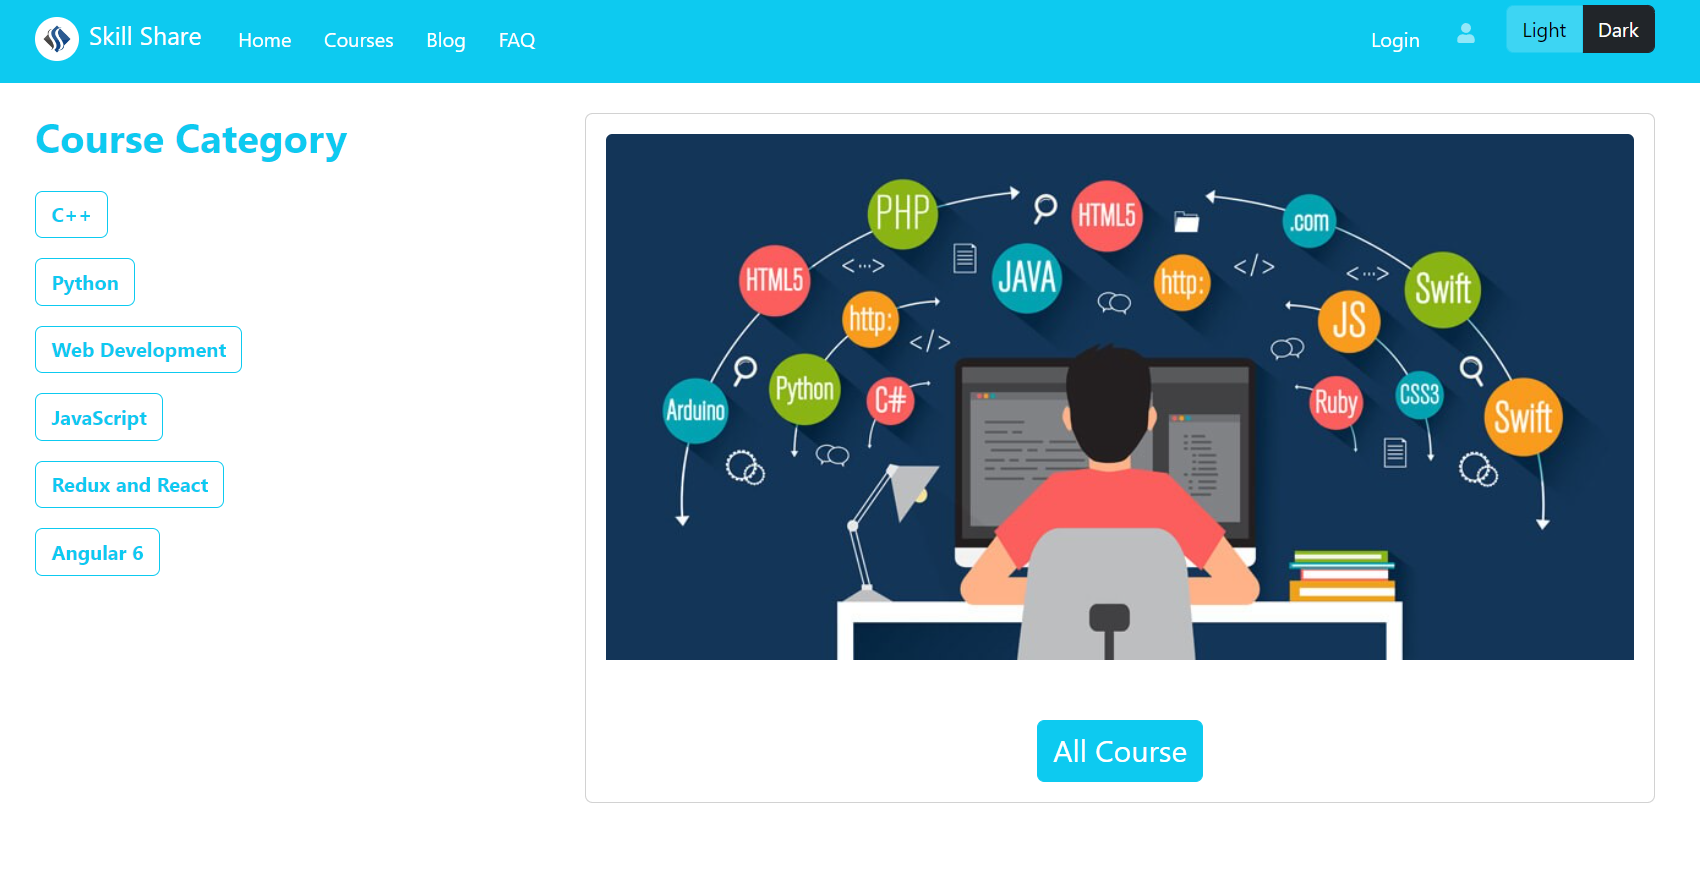 Skill Share
Home Courses Blog FAQ
Login
Light Dark
Course Category
C++
Python
Web Development
JavaScript
Redux and React
Angular 6
PHP
HTML5
.com
HTML5
<...>
JAVA
http:
</>
<...>
Swift
http:
</>
JS
Arduino
Python
C#
Ruby
CSS3
Swift
All Course